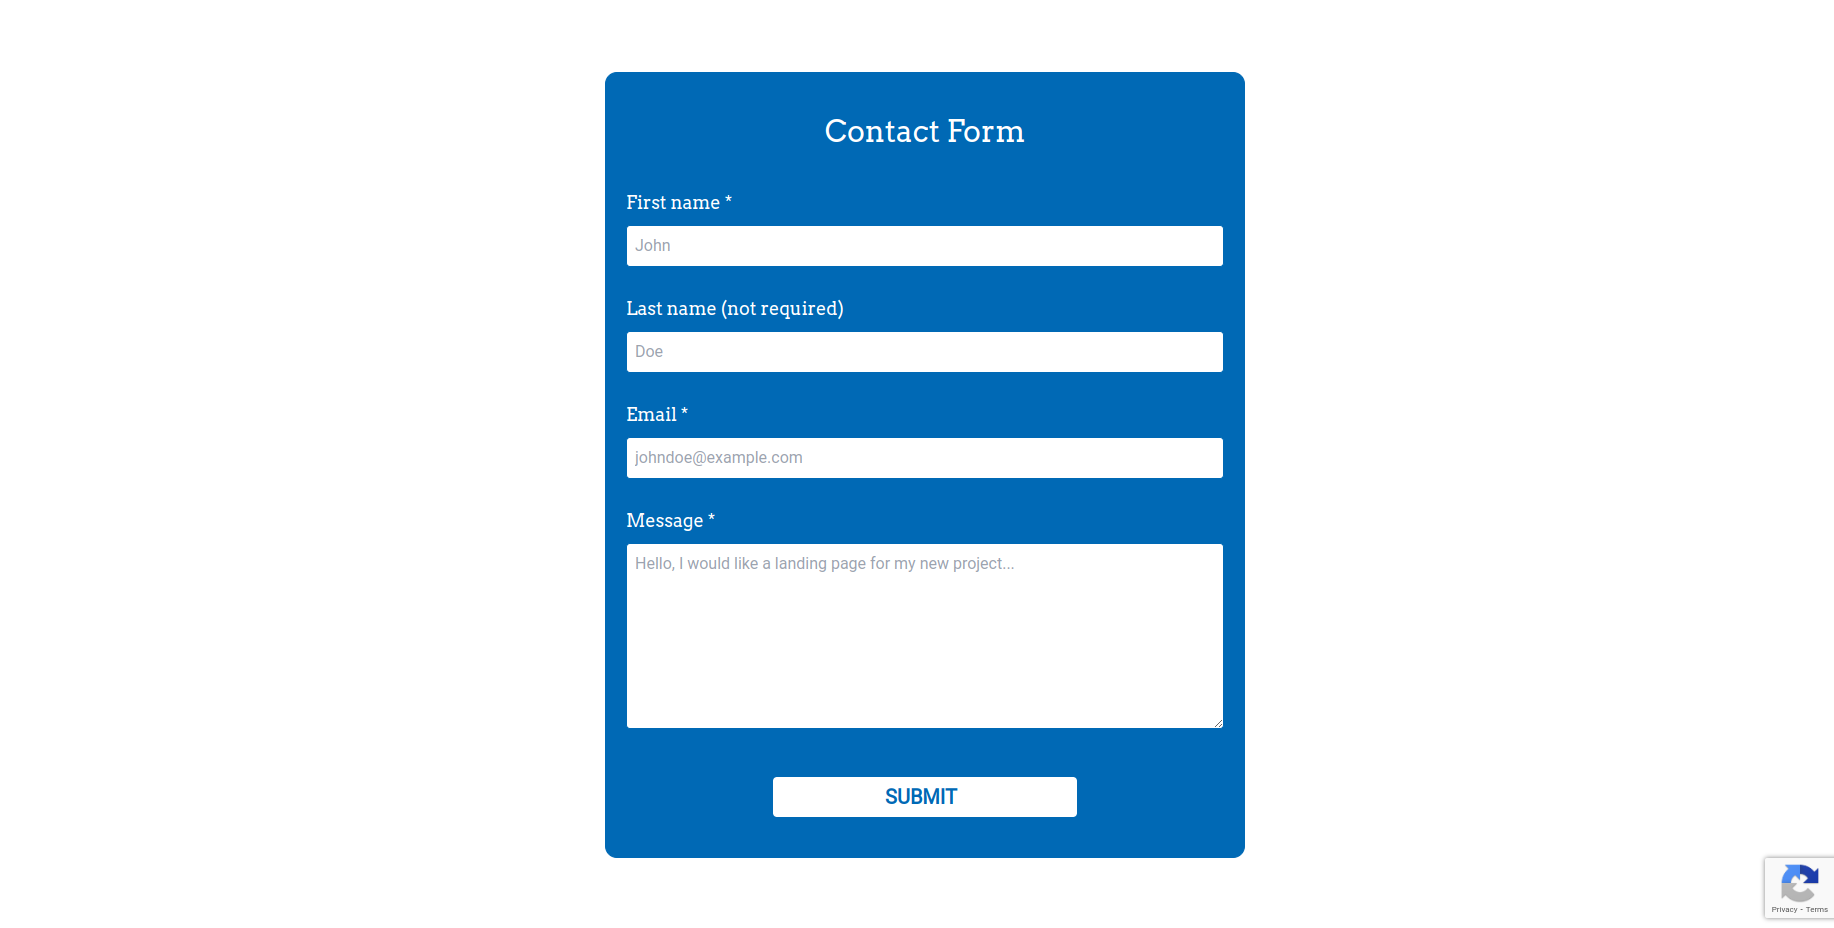 Contact Form
First name *
John
Last name (not required)
Doe
Email *
johndoe@example.com
Message *
Hello, I would like a landing page for my new project...
SUBMIT
Privacy - Terms